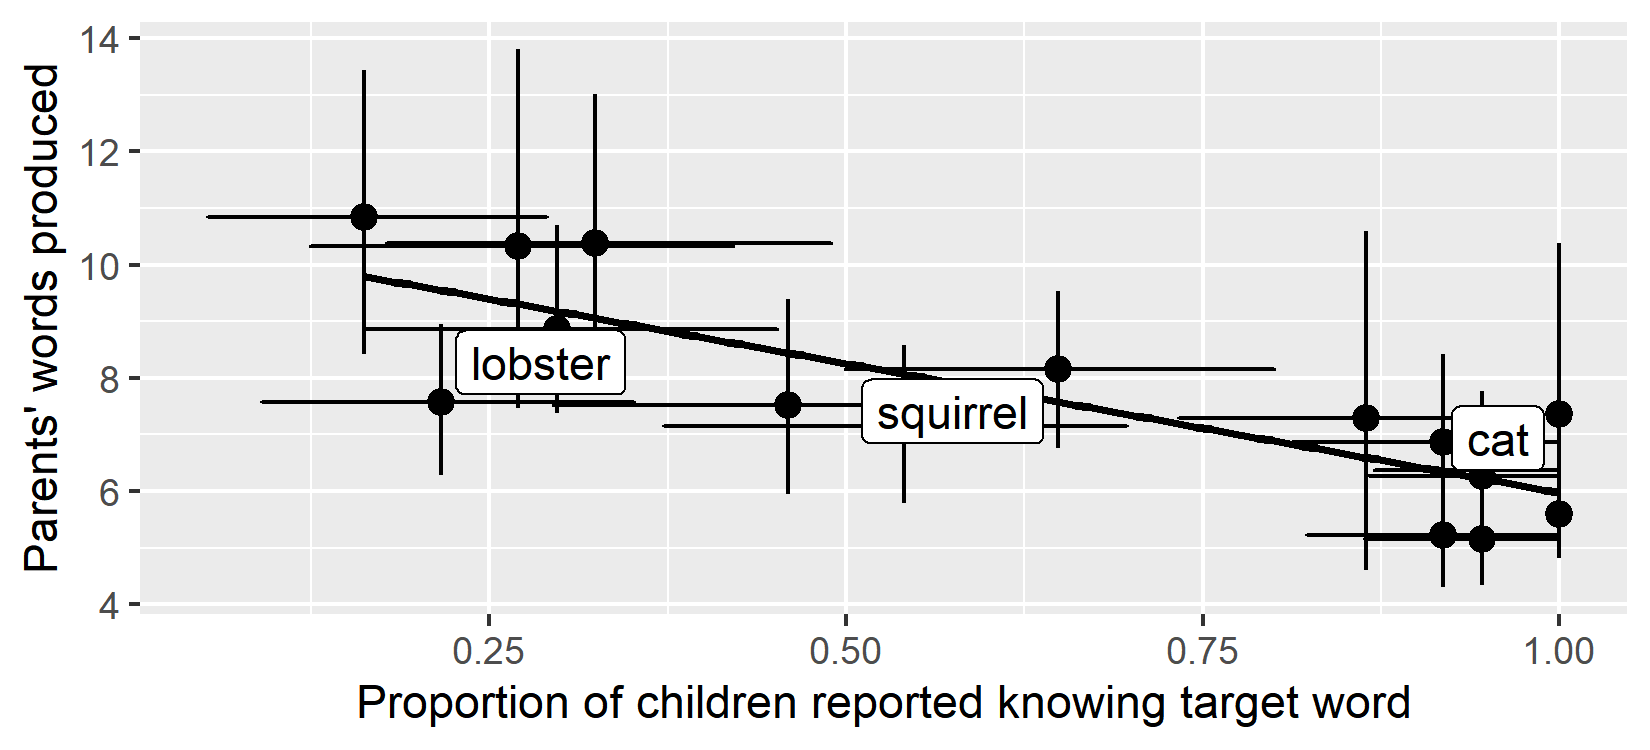 Parents' words produced
14
12
10
8
6
4
lobster
squirrel
cat
0.25 0.50 0.75 1.00
Proportion of children reported knowing target word